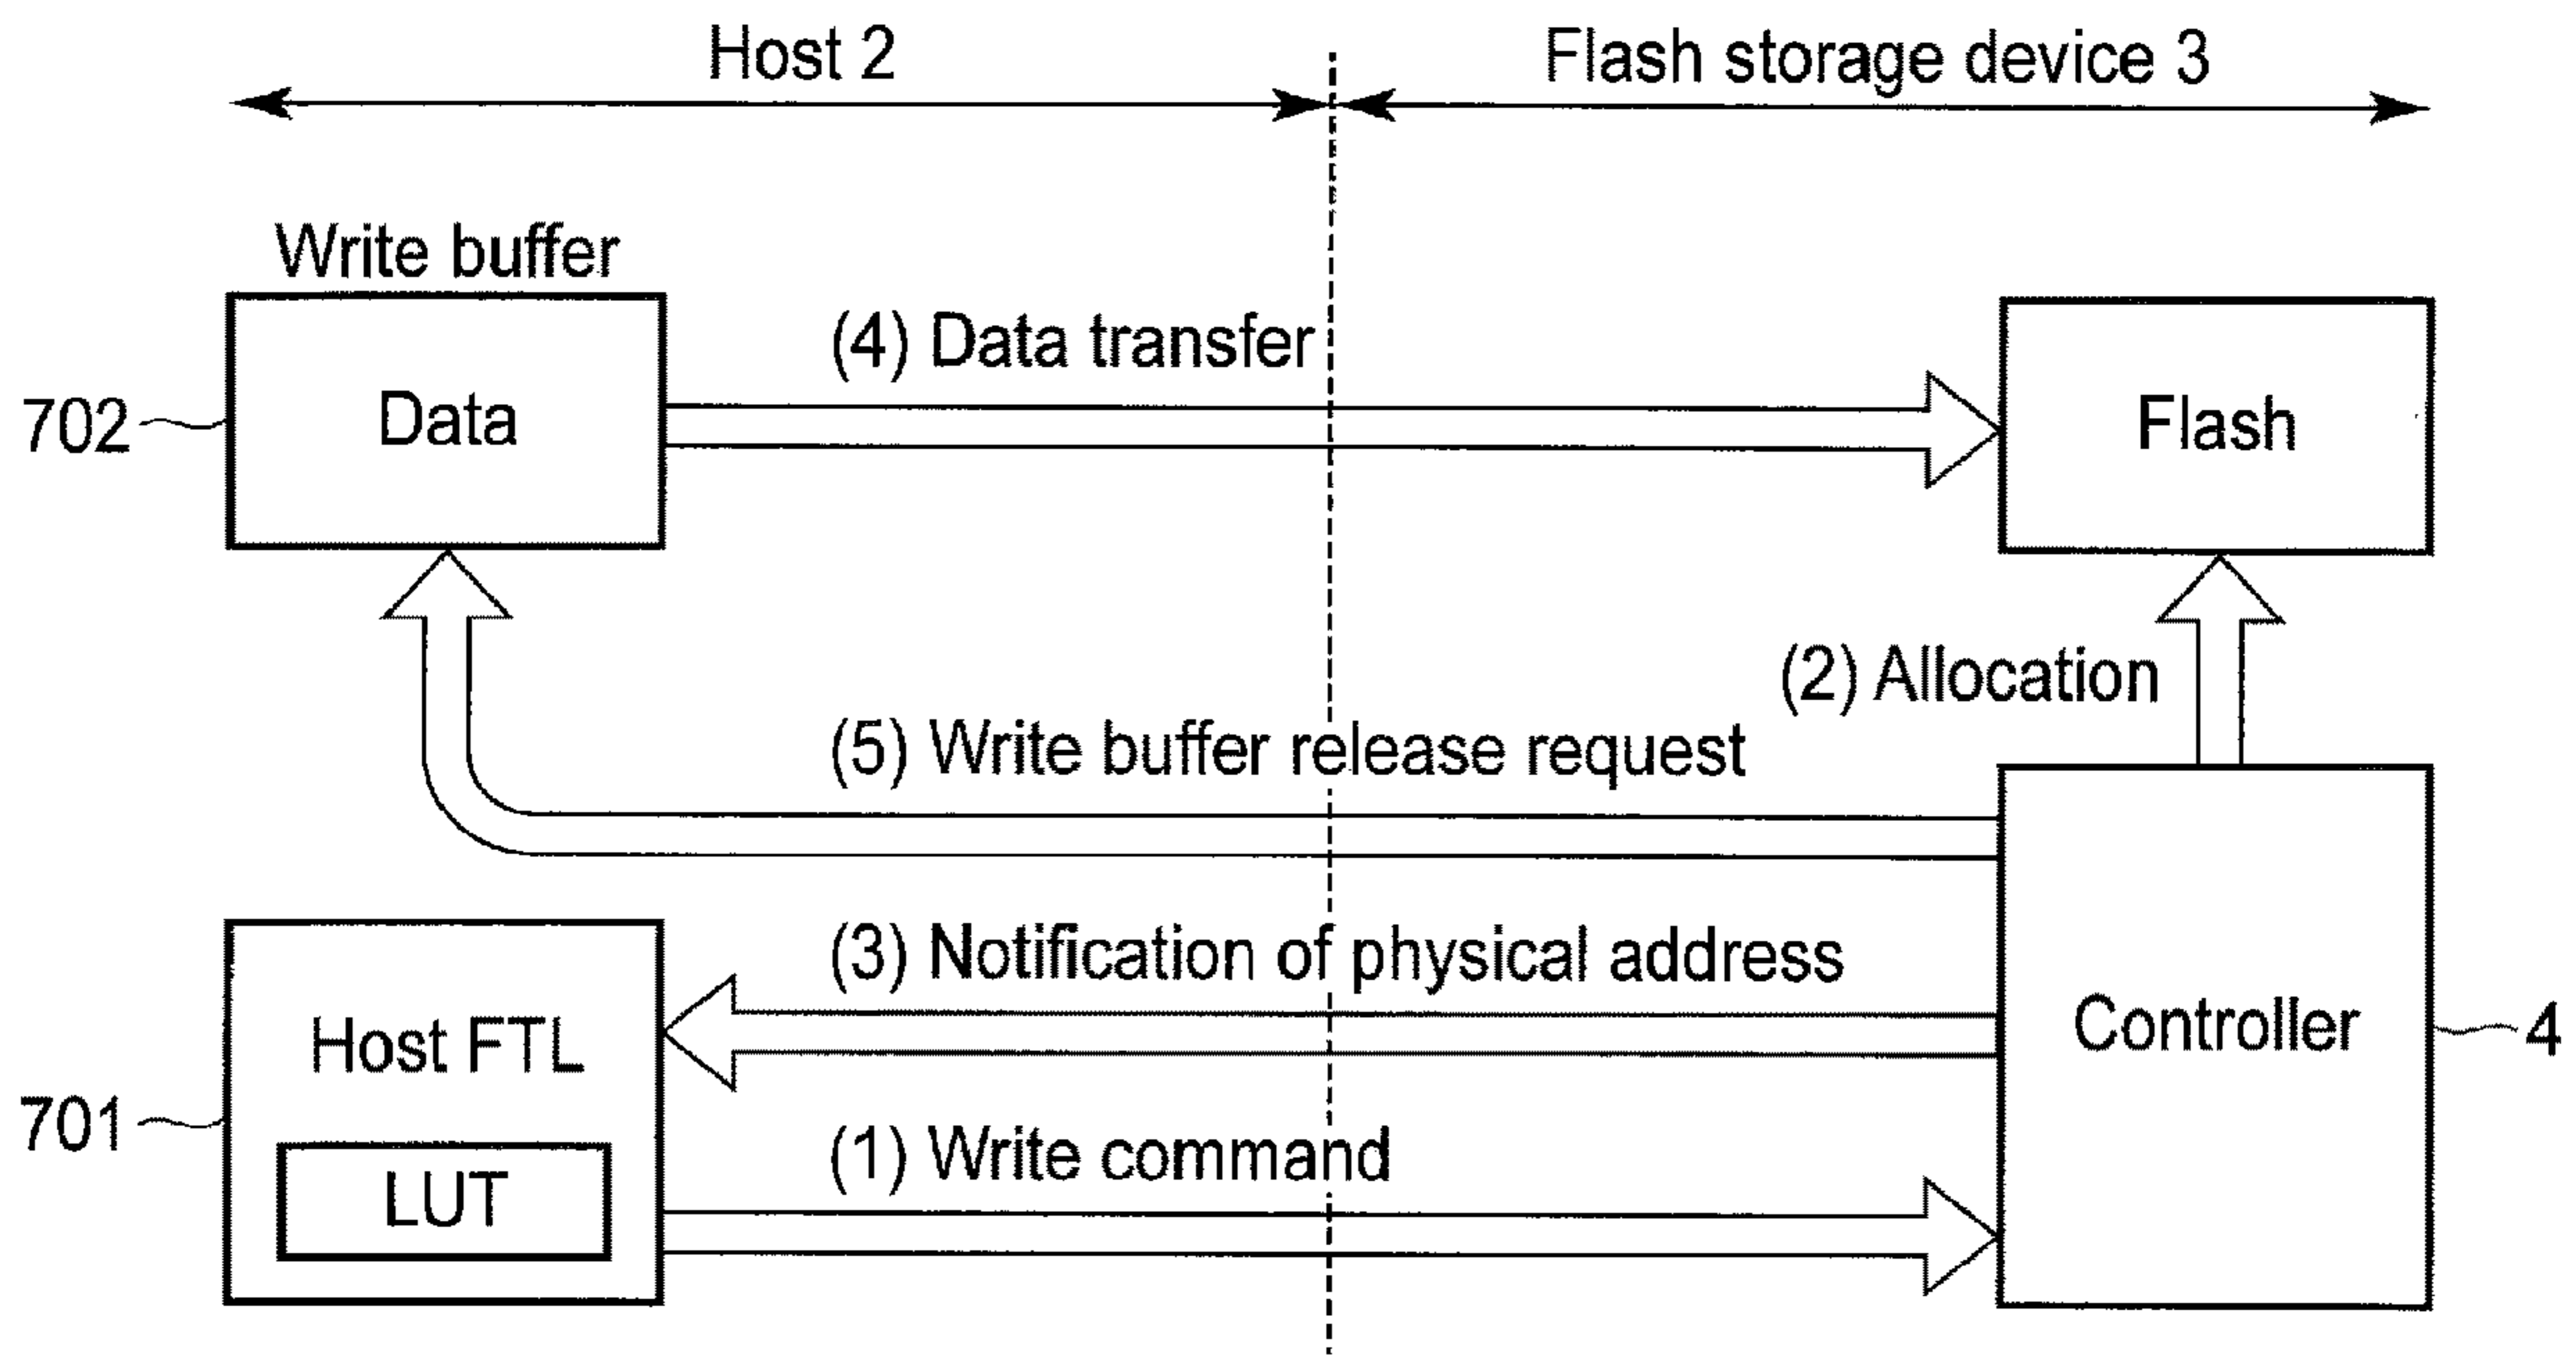 Host 2
Flash storage device 3
Write buffer
(4) Data transfer
702
Data
Flash
(2) Allocation
(5) Write buffer release request
(3) Notification of physical address
Host FTL
Controller
4
701
(1) Write command
LUT